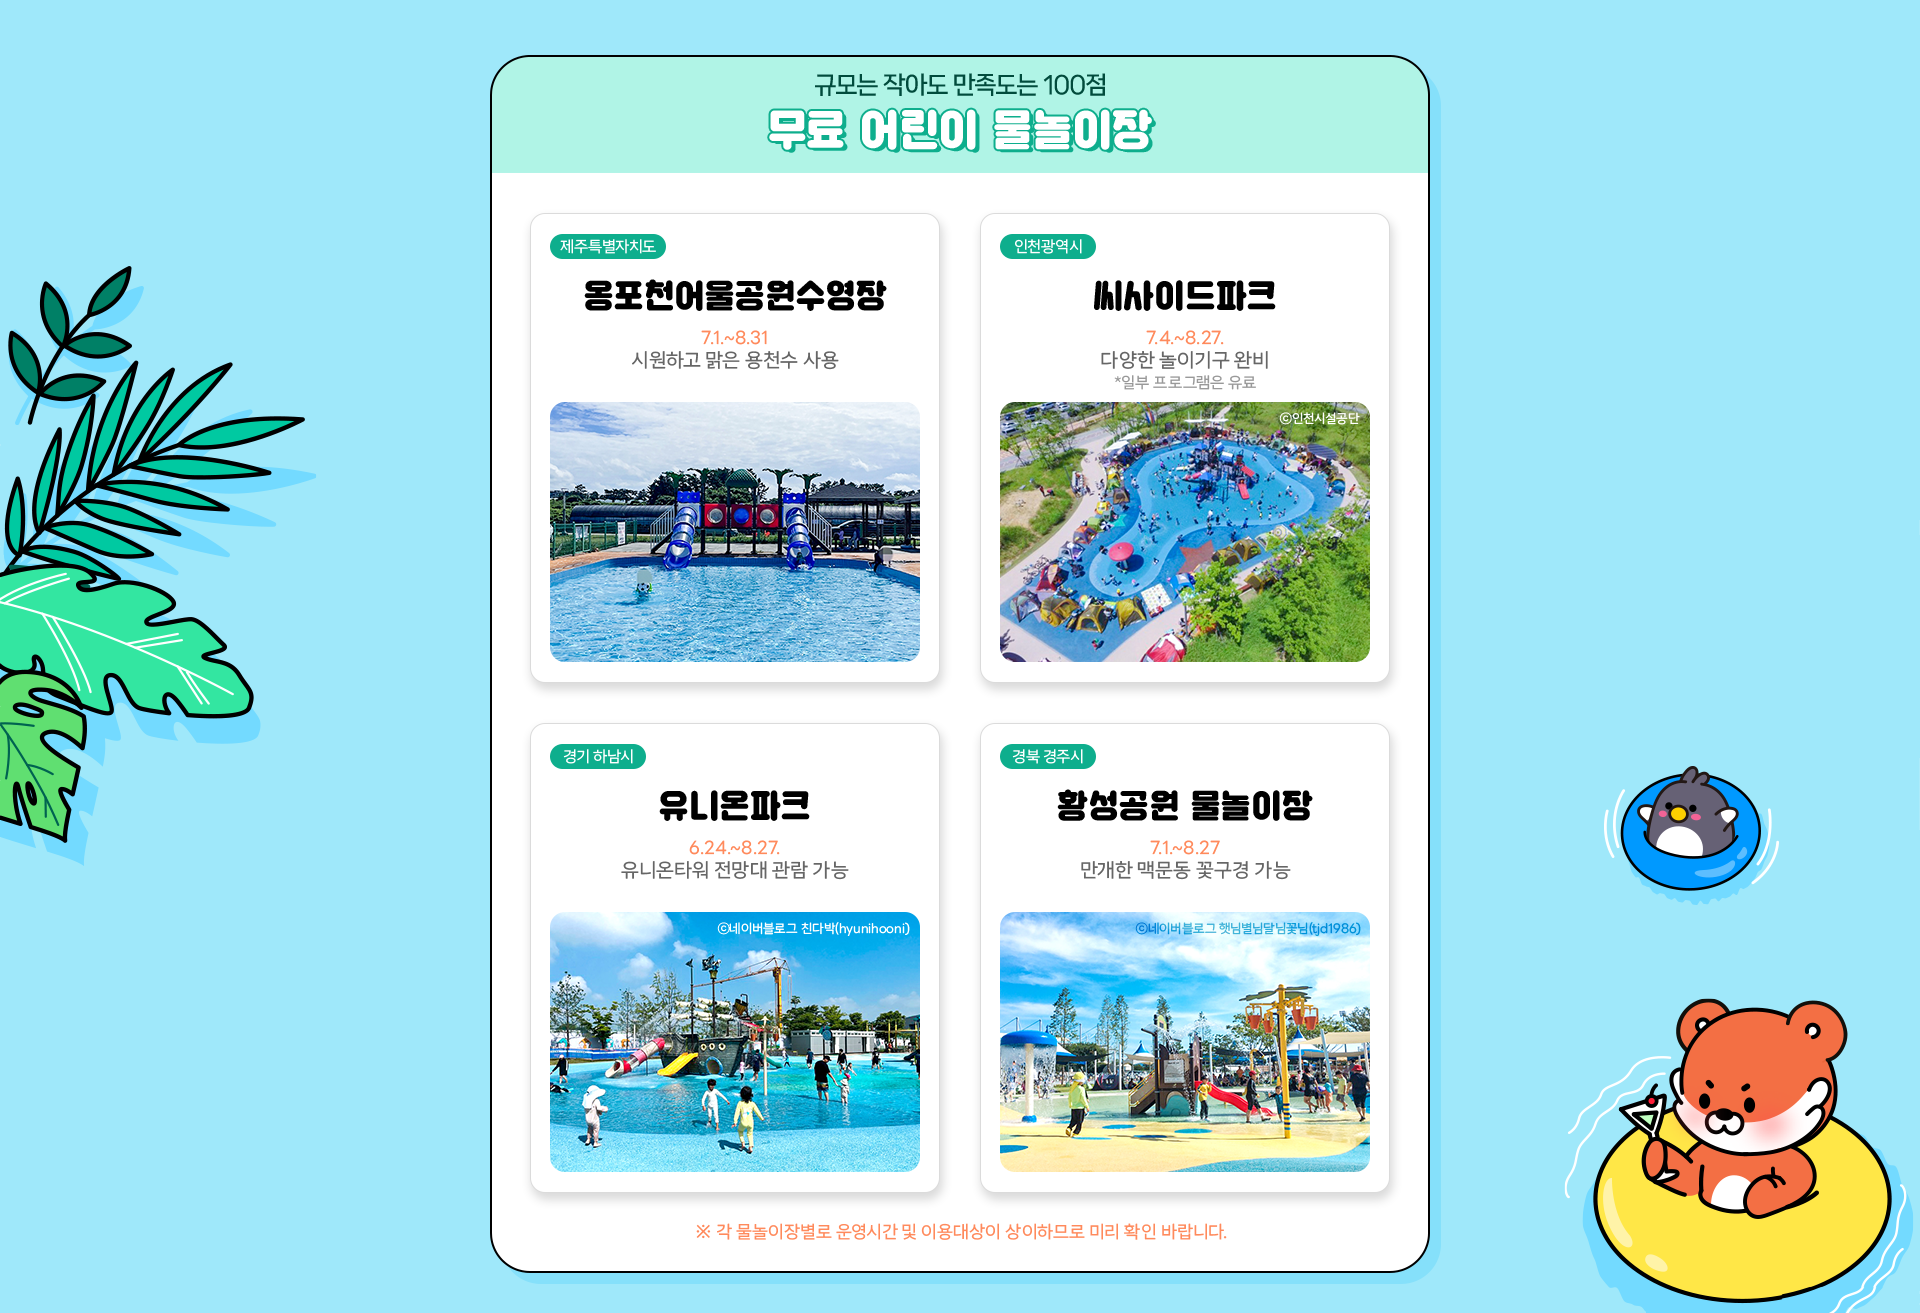 규모는 작아도 만족도는 100점
무료 어린이 물놀이장
제주특별자치도
옹포천어울공원수영장
7.1.~8.31
시원하고 맑은 용천수 사용
인천광역시
씨사이드파크
7.4.~8.27.
다양한 놀이기구 완비
*일부 프로그램은 유료
ⓒ인천시설공단
경기 하남시
유니온파크
6.24.~8.27.
유니온타워 전망대 관람 가능
ⓒ네이버블로그 친다박(hyunihooni)
경북 경주시
황성공원 물놀이장
7.1.~8.27
만개한 맥문동 꽃구경 가능
ⓒ네이버블로그 햇님별님달님꽃님(tjd1986)
※ 각 물놀이장별로 운영시간 및 이용대상이 상이하므로 미리 확인 바랍니다.